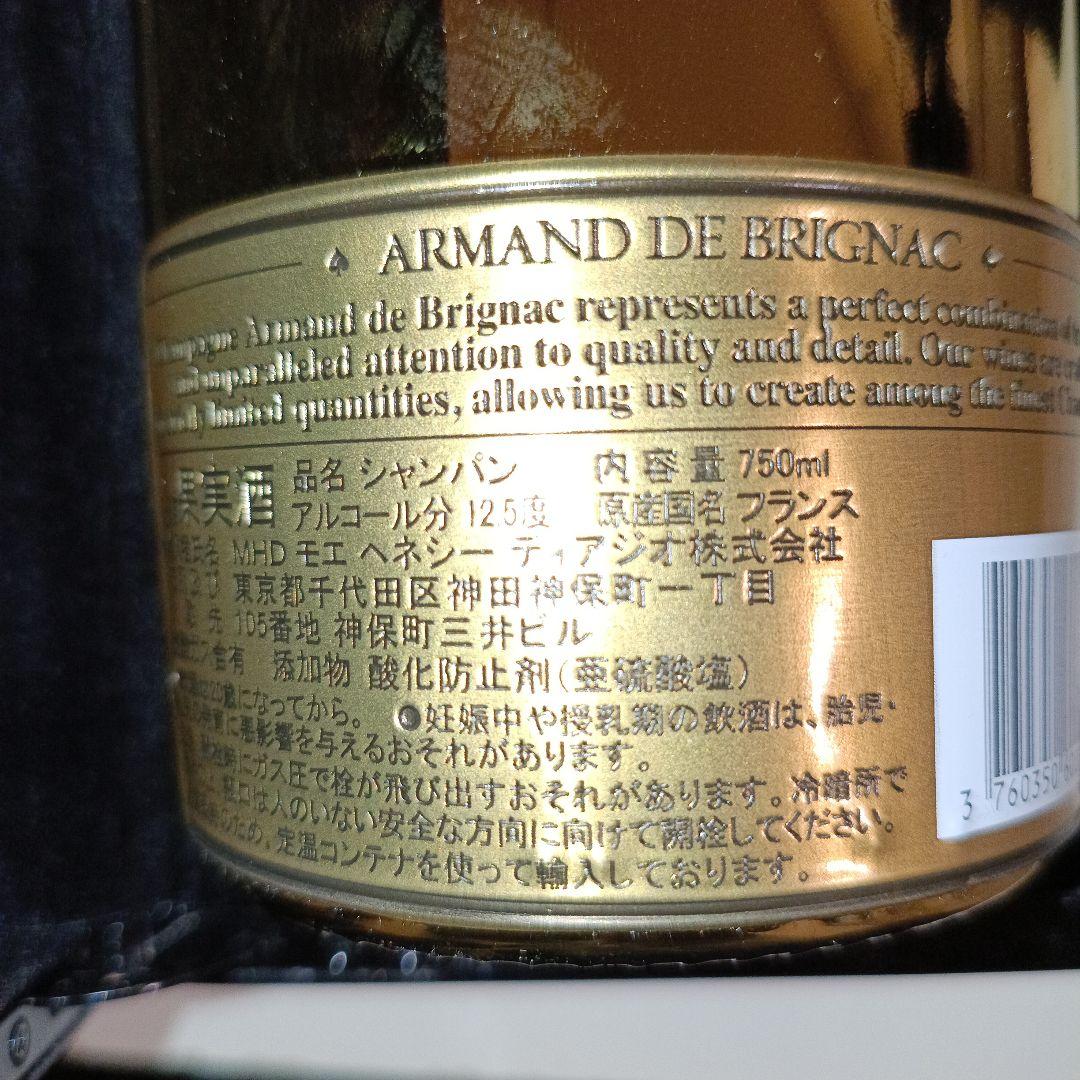 ARMAND DE BRIGNAC
Armand de Brignac represents a perfect combination of
unparalleled attention to quality and detail. Our wines are
limited quantities, allowing us to create among the finest
果実酒 品名 シャンパン 内容量 750ml
アルコール分 12.5度 原産国名 フランス
MHD モエ ヘネシー ディアジオ株式会社
東京都千代田区神田神保町一丁目
先 105番地 神保町三井ビル
含有 添加物 酸化防止剤(亜硫酸塩)
20歳になってから。 ●妊娠中や授乳期の飲酒は、胎児・
に悪影響を与えるおそれがあります。
にガス圧で栓が飛び出すおそれがあります。冷暗所で
は人のいない安全な方向に向けて開栓してください。
のため、定温コンテナを使って輸入しております。
3 760350